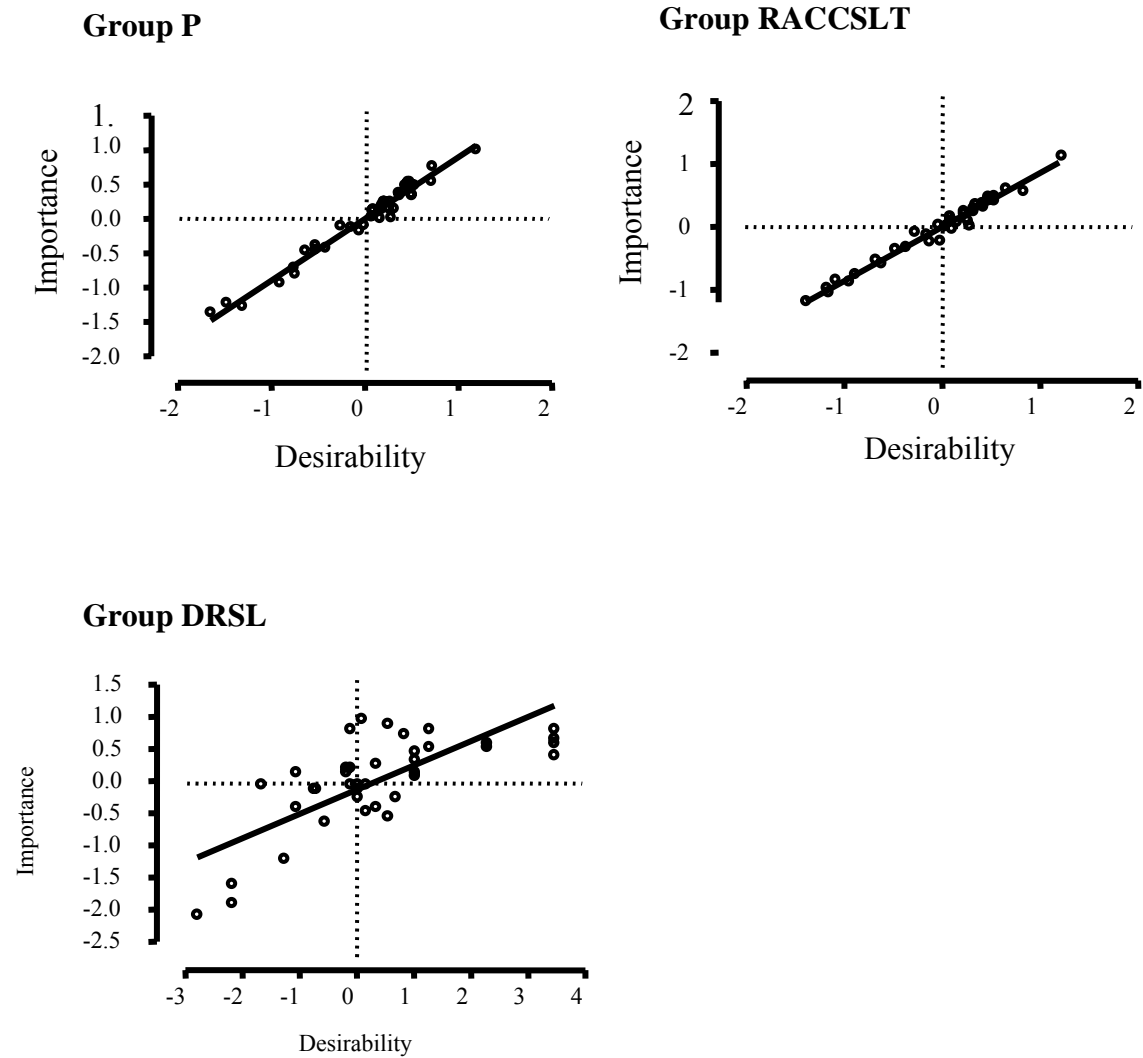 Group P
1.
1.0
0.5
0.0
-0.5
-1.0
-1.5
-2.0
Importance
-2 -1 0 1 2
Desirability
Group RACCSLT
2
1
0
-1
-2
Importance
-2 -1 0 1 2
Desirability
Group DRSL
1.5
1.0
0.5
0.0
-0.5
-1.0
-1.5
-2.0
-2.5
Importance
-3 -2 -1 0 1 2 3 4
Desirability